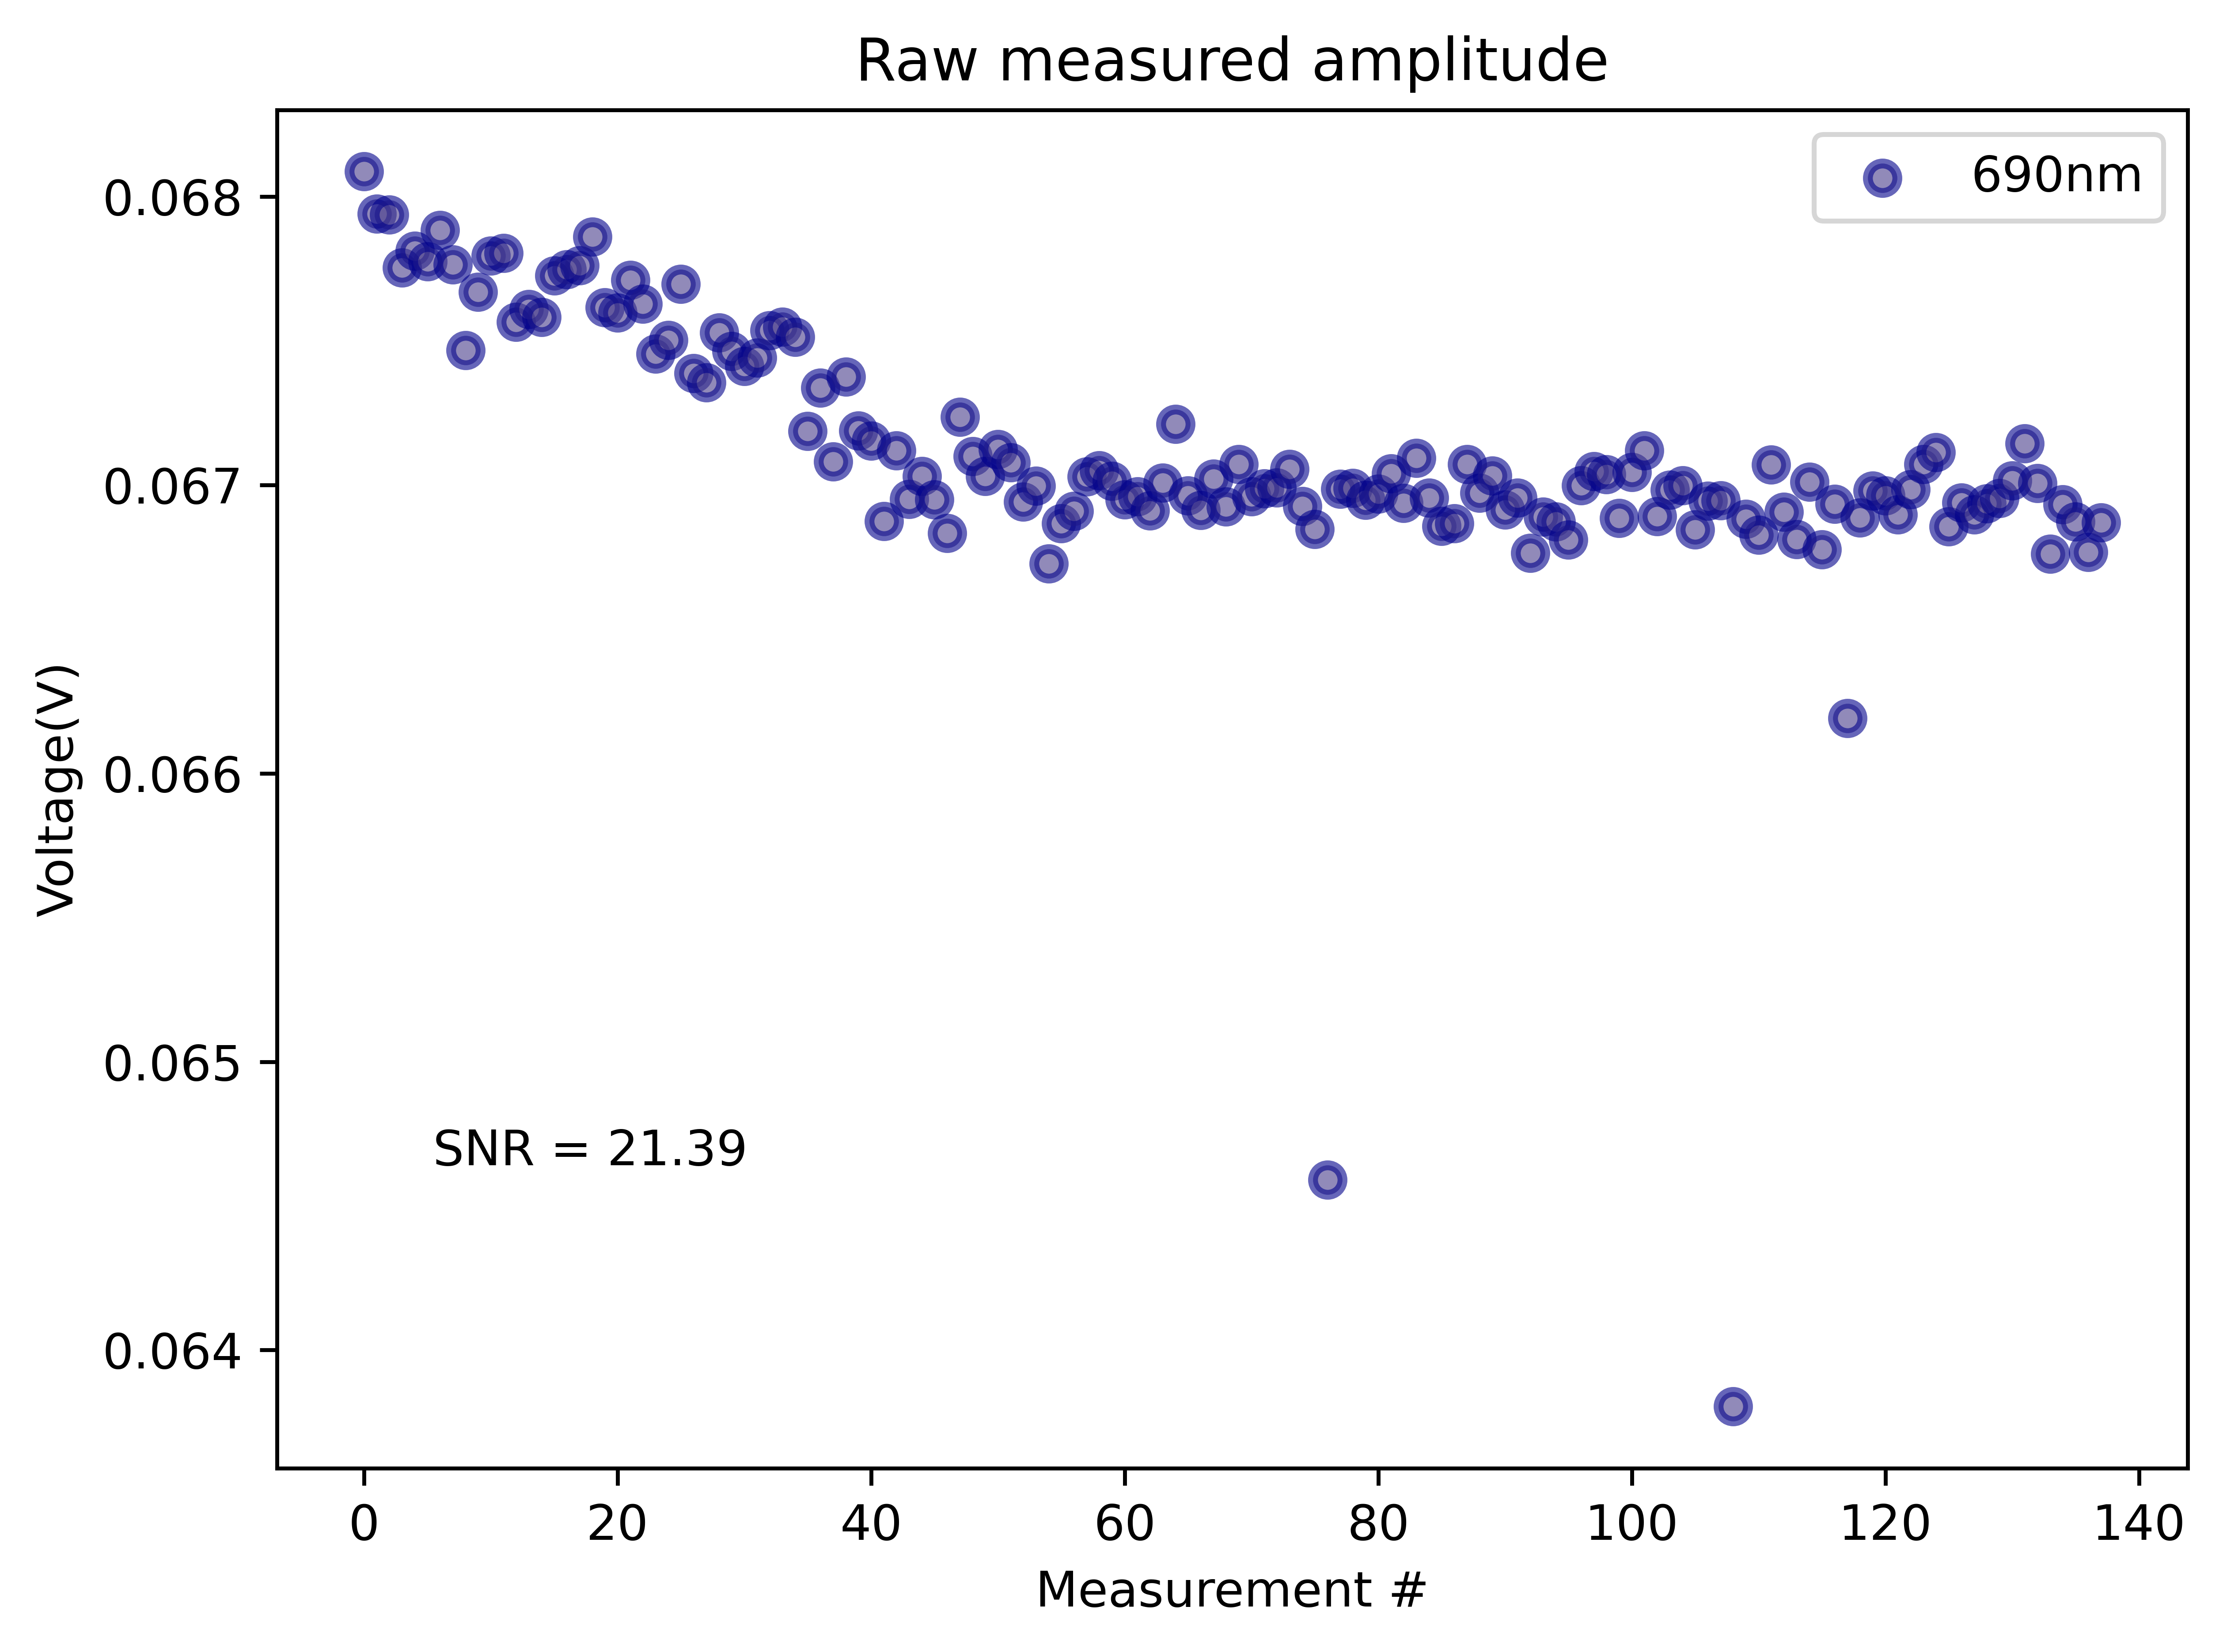 Raw measured amplitude
690nm
0.068
0.067
0.066
0.065
0.064
Voltage(V)
SNR = 21.39
0 20 40 60 80 100 120 140
Measurement #